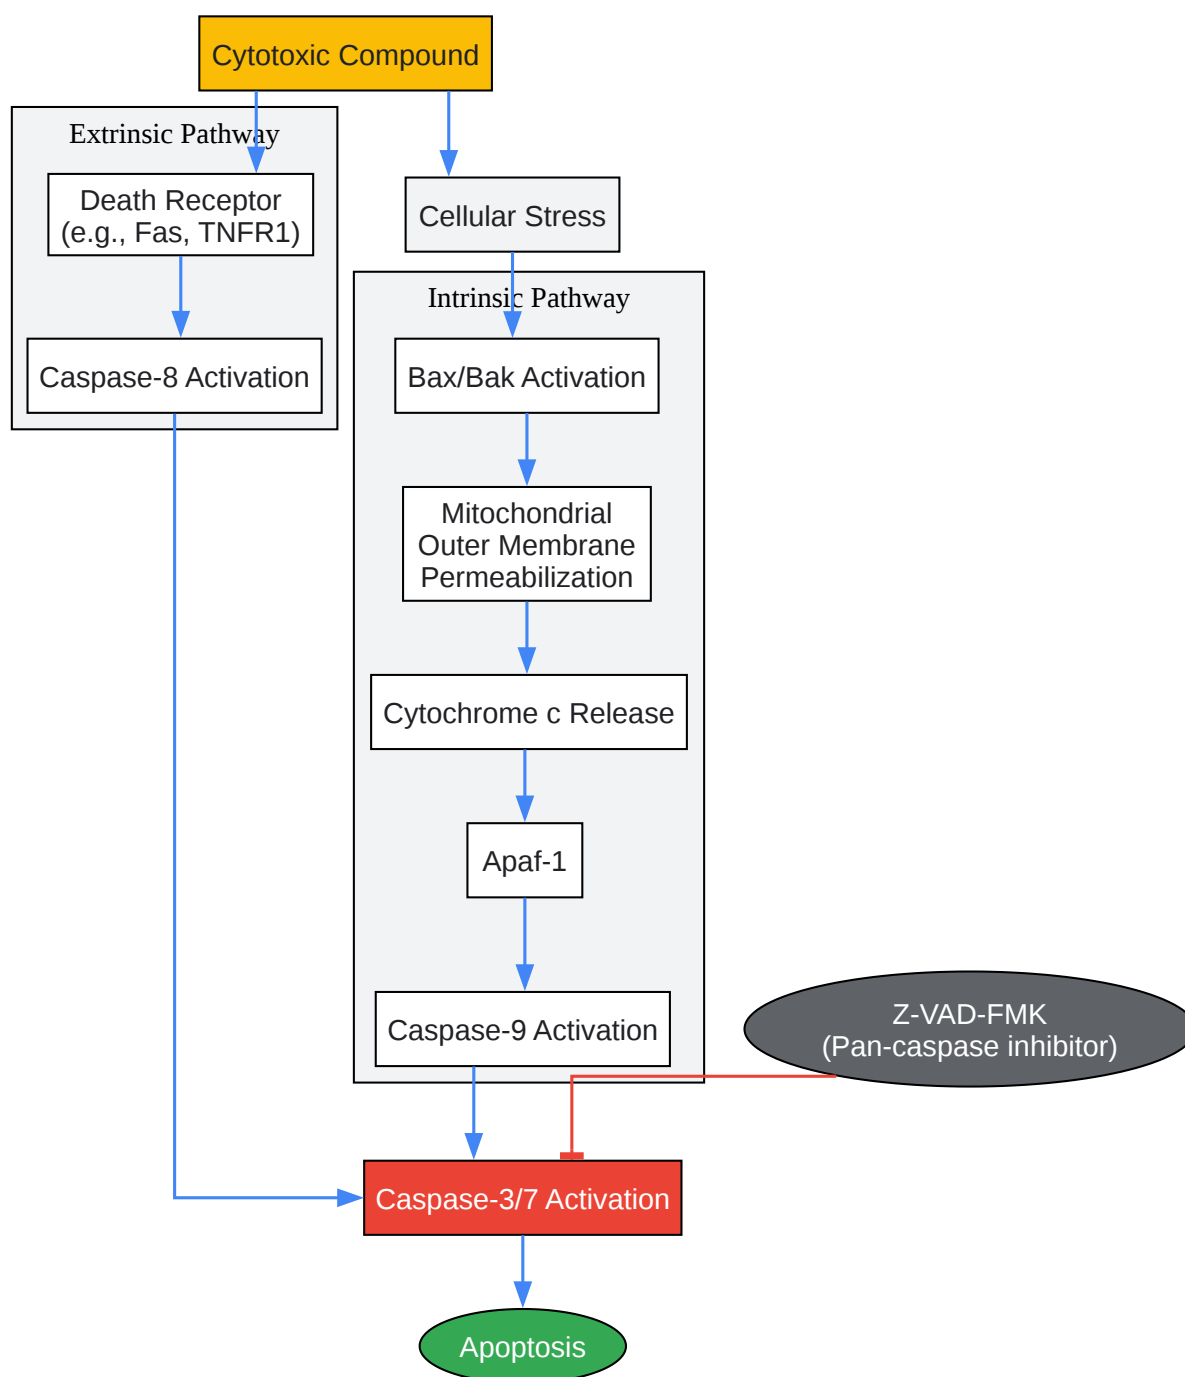 Cytotoxic Compound
Extrinsic Pathway
Death Receptor
(e.g., Fas, TNFR1)
Caspase-8 Activation
Cellular Stress
Intrinsic Pathway
Bax/Bak Activation
Mitochondrial
Outer Membrane
Permeabilization
Cytochrome c Release
Apaf-1
Caspase-9 Activation
Z-VAD-FMK
(Pan-caspase inhibitor)
Caspase-3/7 Activation
Apoptosis